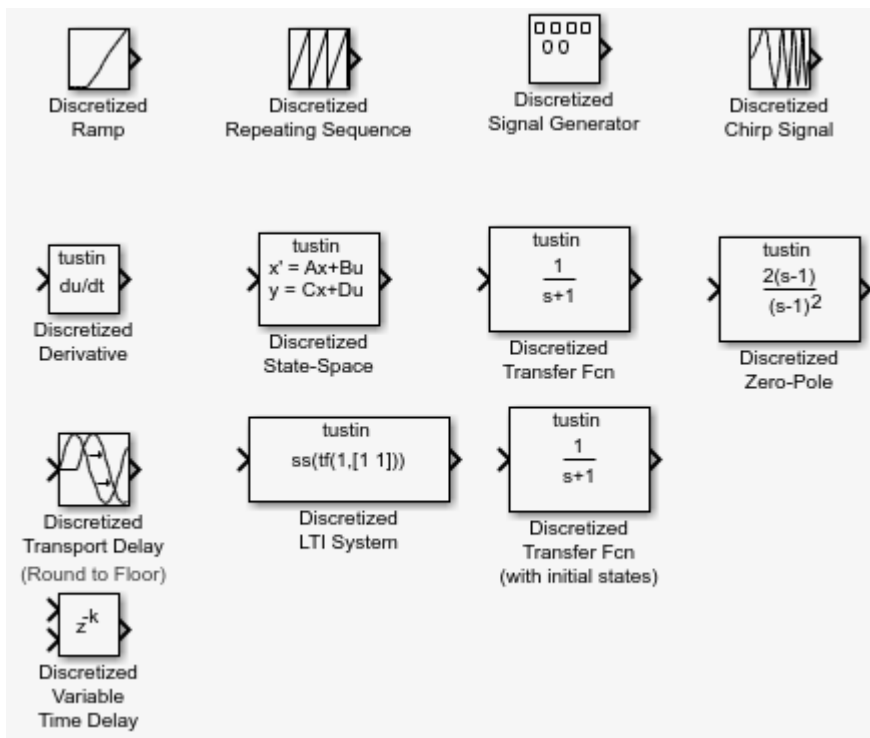 Discretized
Ramp
Discretized
Repeating Sequence
Discretized
Signal Generator
Discretized
Chirp Signal
tustin
du/dt
Discretized
Derivative
tustin
x' = Ax+Bu
y = Cx+Du
Discretized
State-Space
tustin
1
s+1
Discretized
Transfer Fcn
tustin
2(s-1)
(s-1)2
Discretized
Zero-Pole
Discretized
Transport Delay
(Round to Floor)
tustin
ss(tf(1,[1 1]))
Discretized
LTI System
tustin
1
s+1
Discretized
Transfer Fcn
(with initial states)
z-k
Discretized
Variable
Time Delay